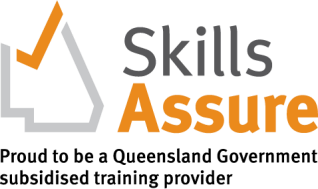 Skills
Assure
Proud to be a Queensland Government
subsidised training provider